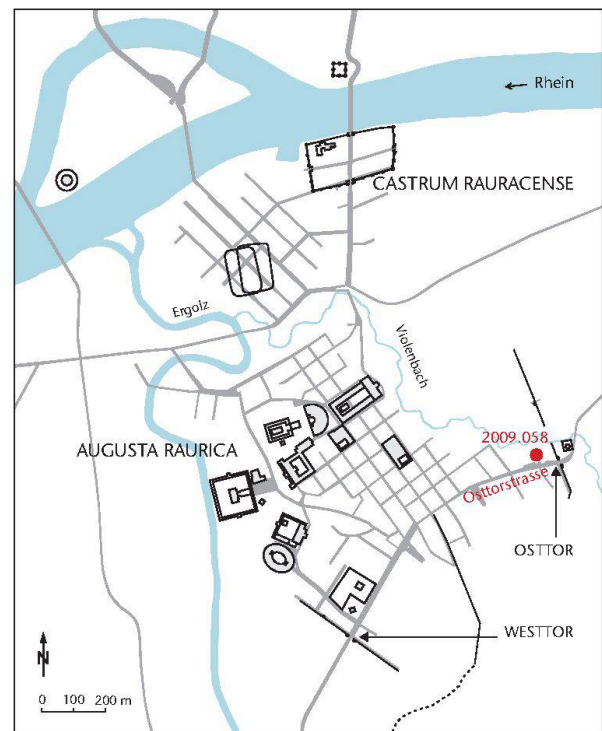 Rhein
CASTRUM RAURACENSE
Ergolz
Violenbach
AUGUSTA RAURICA
2009.058
Osttorstrasse
OSTTOR
WESTTOR
N
0 100 200 m